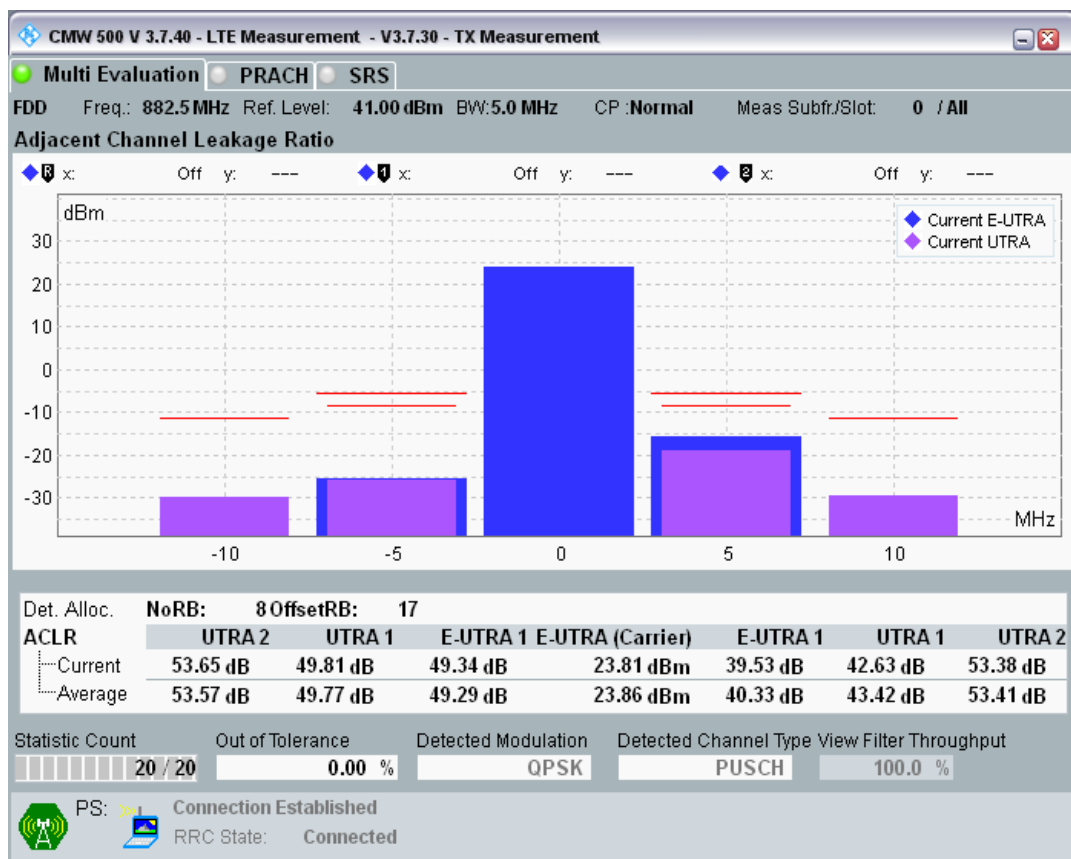 CMW 500 V 3.7.40 - LTE Measurement - V3.7.30 - TX Measurement
Multi Evaluation PRACH SRS
FDD Freq.: 882.5 MHz Ref. Level: 41.00 dBm BW:5.0 MHz CP :Normal Meas Subfr./Slot: 0 / All
Adjacent Channel Leakage Ratio
R x: Off y: --- 1 x: Off y: --- 2 x: Off y: ---
dBm
Current E-UTRA
Current UTRA
30
20
10
0
-10
-20
-30
MHz
-10 -5 0 5 10
Det. Alloc. NoRB: 8 OffsetRB: 17
ACLR UTRA 2 UTRA 1 E-UTRA 1 E-UTRA (Carrier) E-UTRA 1 UTRA 1 UTRA 2
Current 53.65 dB 49.81 dB 49.34 dB 23.81 dBm 39.53 dB 42.63 dB 53.38 dB
Average 53.57 dB 49.77 dB 49.29 dB 23.86 dBm 40.33 dB 43.42 dB 53.41 dB
Statistic Count Out of Tolerance Detected Modulation Detected Channel Type View Filter Throughput
20 / 20 0.00 % QPSK PUSCH 100.0 %
PS: Connection Established
RRC State: Connected